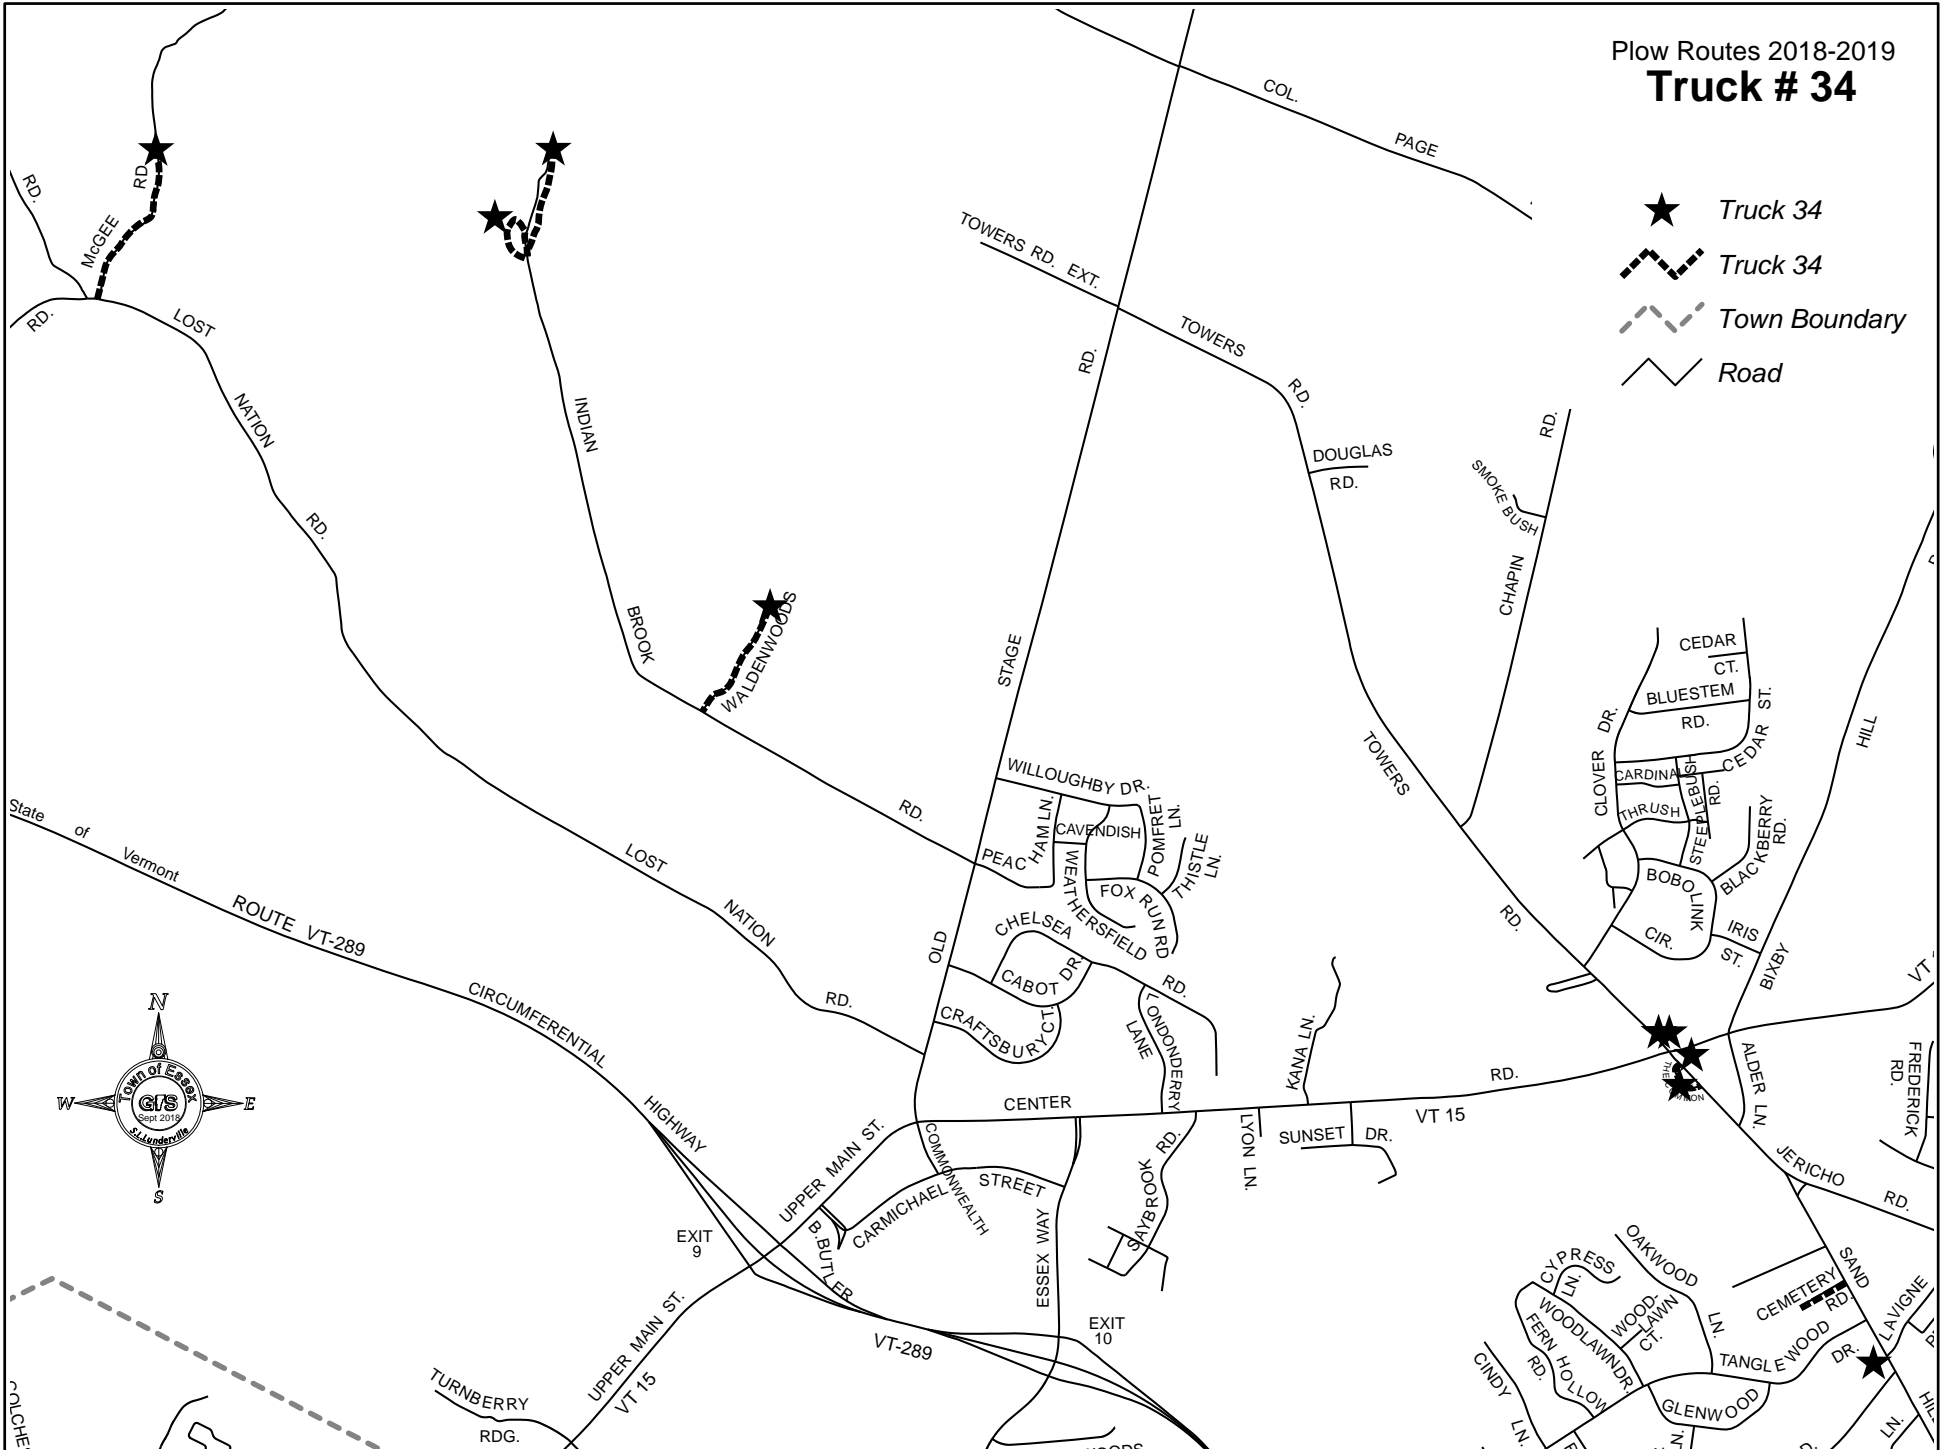 Plow Routes 2018-2019
Truck # 34
Truck 34
Truck 34
Town Boundary
Road
COL.
PAGE
RD.
McGEE
RD
RD.
LOST
NATION
RD.
INDIAN
BROOK
RD.
WALDENWOODS
TOWERS RD. EXT.
TOWERS
RD.
DOUGLAS
RD.
RD.
STAGE
OLD
SMOKE BUSH
CHAPIN
RD.
TOWERS
RD.
CEDAR
CT.
BLUESTEM
RD.
CEDAR
ST.
CLOVER
DR.
CARDINAL
THRUSH
STEEPLEBUSH
RD.
BLACKBERRY
RD.
BOBOLINK
CIR.
IRIS
ST.
BIXBY
HILL
WILLOUGHBY DR.
HAM LN.
CAVENDISH
POMFRET
LN.
THISTLE
LN.
PEAC
WEATHERSFIELD
FOX RUN RD
CHELSEA
CABOT
DR.
RD.
CRAFTSBURY
CT.
LONDONDERRY
LANE
KANA LN.
State of Vermont
ROUTE VT-289
CIRCUMFERENTIAL
HIGHWAY
LOST
NATION
RD.
N
W
E
S
Town of Essex
GIS
Sept 2018
S.L.Lunderville
CENTER
RD.
VT 15
VT
UPPER MAIN ST.
COMMONWEALTH
CARMICHAEL
STREET
B.BUTLER
ESSEX WAY
SAYBROOK
RD.
LYON LN.
SUNSET DR.
ALDER LN.
FREDERICK
RD.
JERICHO
RD.
EXIT
9
EXIT
10
VT-289
UPPER MAIN ST.
VT 15
TURNBERRY
RDG.
CYPRESS
LN.
OAKWOOD
LN.
WOOD-
LAWN
CT.
WOODLAWN DR.
FERN HOLLOW
RD.
CINDY
LN.
CEMETERY
RD.
SAND
HIL
LAVIGNE
TANGLEWOOD
DR.
GLENWOOD
LN.
LN.
OLCHE